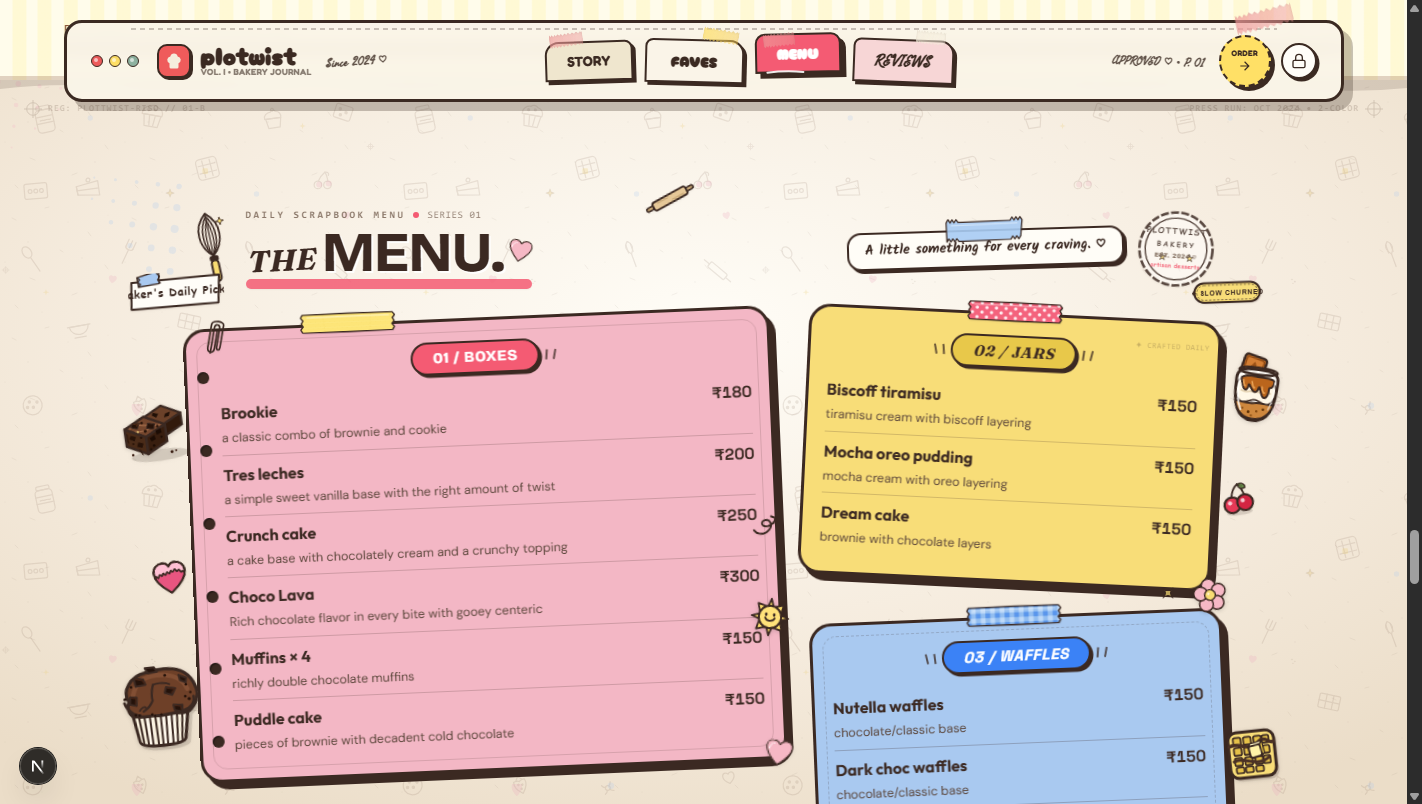 plotwist
VOL. I • BAKERY JOURNAL
Since 2024 ♡
STORY
FAVES
MENU
REVIEWS
APPROVED ♡ • P. 01
ORDER
→
DAILY SCRAPBOOK MENU • SERIES 01
THE MENU.
A little something for every craving. ♡
PLOTTWIST
BAKERY
artisan desserts
SLOW CHURNED
ker's Daily Pick
01 / BOXES
Brookie ₹180
a classic combo of brownie and cookie
Tres leches ₹200
a simple sweet vanilla base with the right amount of twist
Crunch cake ₹250
a cake base with chocolately cream and a crunchy topping
Choco Lava ₹300
Rich chocolate flavor in every bite with gooey centeric
Muffins × 4 ₹150
richly double chocolate muffins
Puddle cake ₹150
pieces of brownie with decadent cold chocolate
02 / JARS
CRAFTED DAILY
Biscoff tiramisu ₹150
tiramisu cream with biscoff layering
Mocha oreo pudding ₹150
mocha cream with oreo layering
Dream cake ₹150
brownie with chocolate layers
03 / WAFFLES
Nutella waffles ₹150
chocolate/classic base
Dark choc waffles ₹150
chocolate/classic base
N